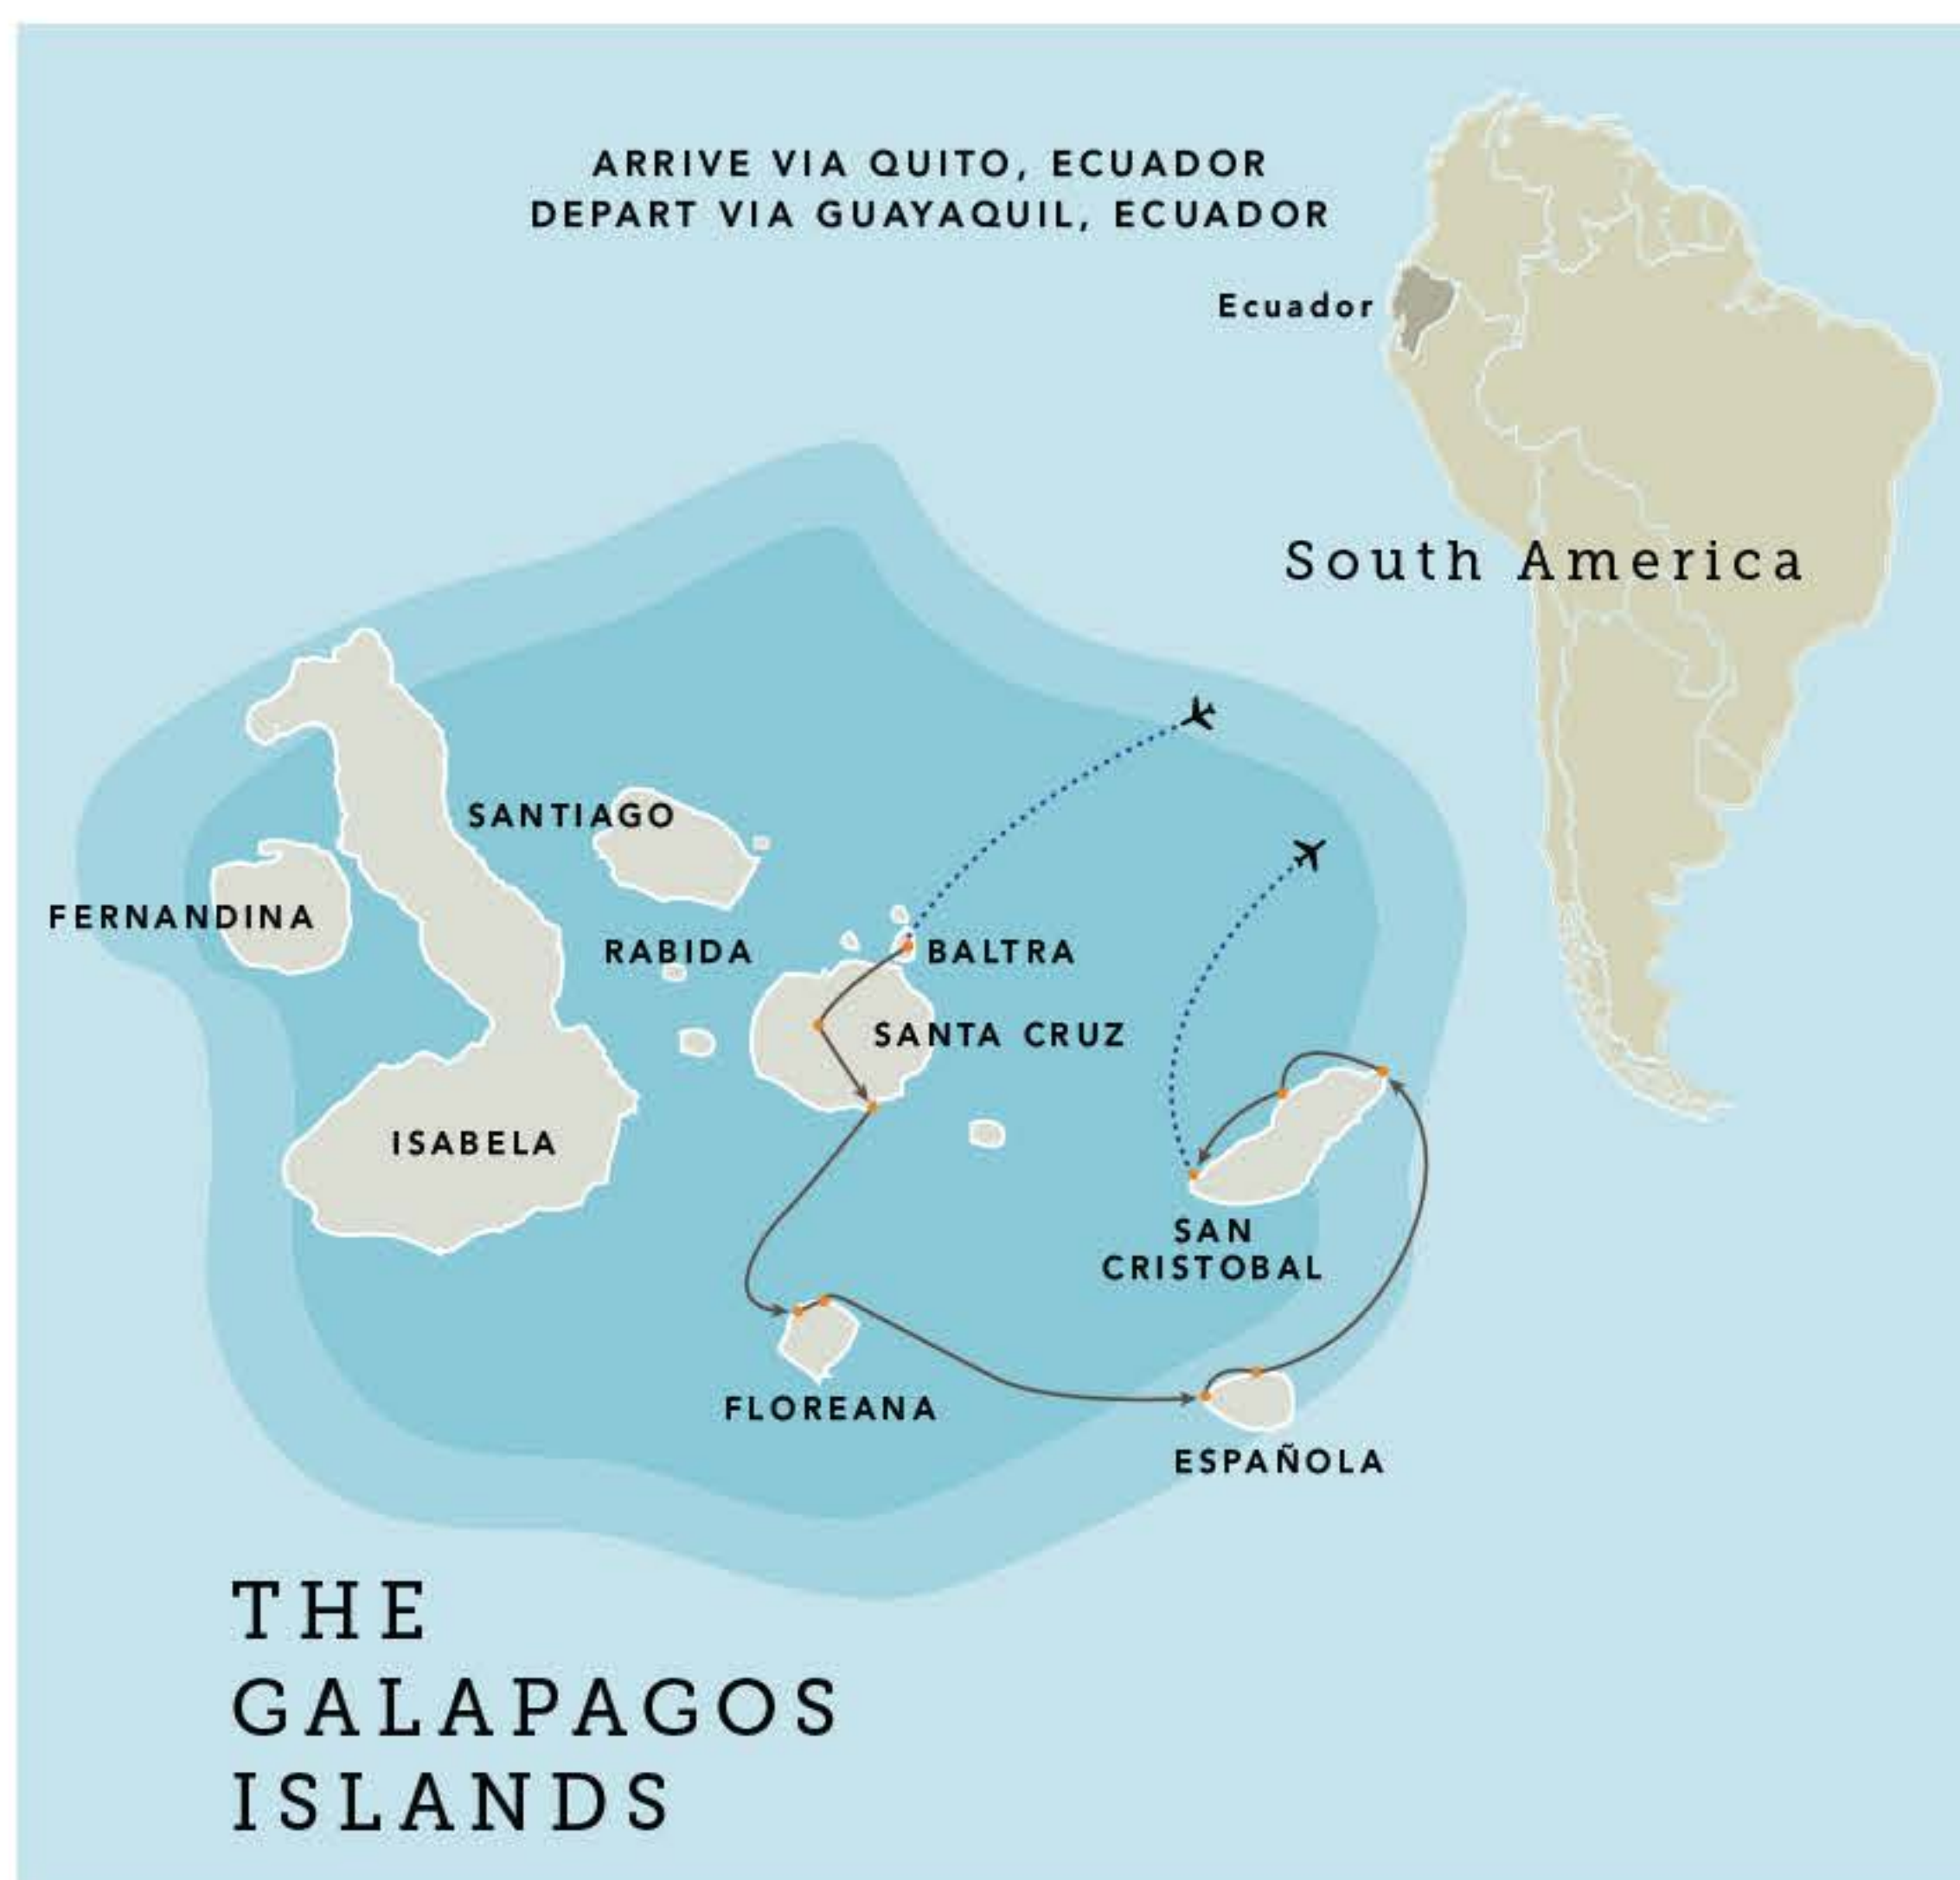 ARRIVE VIA QUITO, ECUADOR
DEPART VIA GUAYAQUIL, ECUADOR
Ecuador
South America
SANTIAGO
FERNANDINA
RABIDA
BALTRA
SANTA CRUZ
ISABELA
SAN
CRISTOBAL
FLOREANA
ESPAÑOLA
THE
GALAPAGOS
ISLANDS